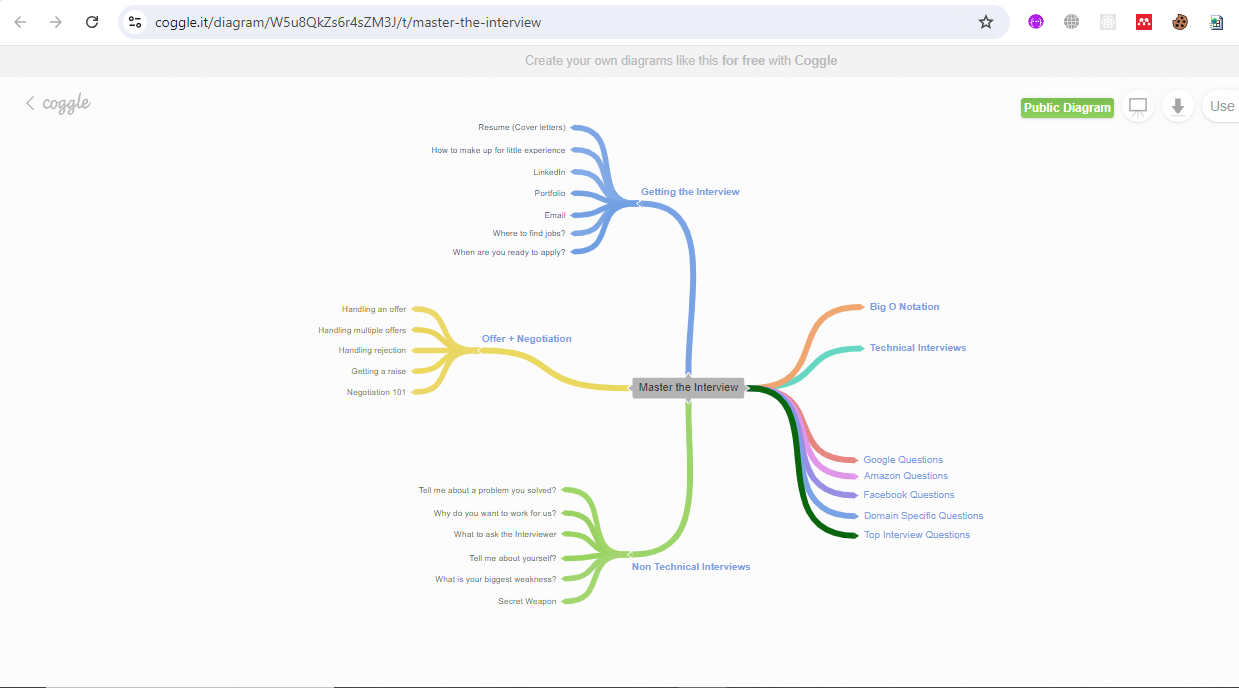 coggle.it/diagram/W5u8QkZs6r4sZM3J/t/master-the-interview
Create your own diagrams like this for free with Coggle
coggle
Public Diagram
Use
Resume (Cover letters)
How to make up for little experience
LinkedIn
Portfolio
Email
Where to find jobs?
When are you ready to apply?
Getting the Interview
Handling an offer
Handling multiple offers
Handling rejection
Getting a raise
Negotiation 101
Offer + Negotiation
Master the Interview
Big O Notation
Technical Interviews
Google Questions
Amazon Questions
Facebook Questions
Domain Specific Questions
Top Interview Questions
Tell me about a problem you solved?
Why do you want to work for us?
What to ask the Interviewer
Tell me about yourself?
What is your biggest weakness?
Secret Weapon
Non Technical Interviews